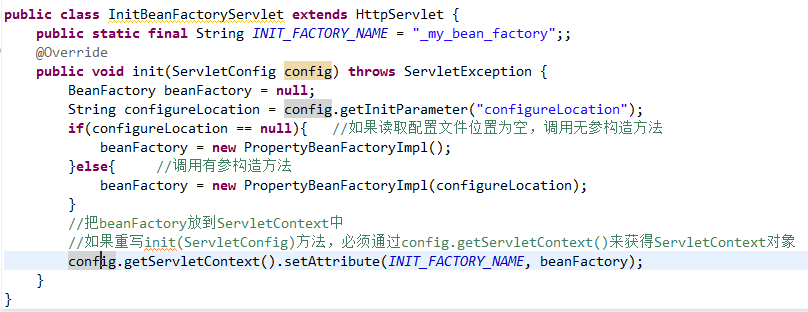 public class InitBeanFactoryServlet extends HttpServlet {
    public static final String INIT_FACTORY_NAME = "_my_bean_factory";;
    @Override
    public void init(ServletConfig config) throws ServletException {
        BeanFactory beanFactory = null;
        String configureLocation = config.getInitParameter("configureLocation");
        if(configureLocation == null){   //如果读取配置文件位置为空，调用无参构造方法
            beanFactory = new PropertyBeanFactoryImpl();
        }else{     //调用有参构造方法
            beanFactory = new PropertyBeanFactoryImpl(configureLocation);
        }
        //把beanFactory放到ServletContext中
        //如果重写init(ServletConfig)方法，必须通过config.getServletContext()来获得ServletContext对象
        config.getServletContext().setAttribute(INIT_FACTORY_NAME, beanFactory);
    }
}